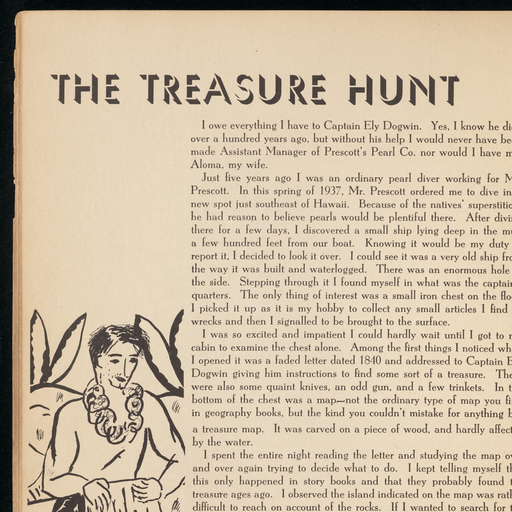 THE TREASURE HUNT
I owe everything I have to Captain Ely Dogwin. Yes, I know he
over a hundred years ago, but without his help I would never have
made Assistant Manager of Prescott's Pearl Co. nor would I have
Aloma, my wife.
Just five years ago I was an ordinary pearl diver working for
Prescott. In this spring of 1937, Mr. Prescott ordered me to dive in
new spot just southeast of Hawaii. Because of the natives'
he had reason to believe pearls would be plentiful there. After
there for a few days, I discovered a small ship lying deep in the
a few hundred feet from our boat. Knowing it would be my duty
report it, I decided to look it over. I could see it was a very old ship
the way it was built and waterlogged. There was an enormous hole
the side. Stepping through it I found myself in what was the
quarters. The only thing of interest was a small iron chest on the
I picked it up as it is my hobby to collect any small articles I find
wrecks and then I signalled to be brought to the surface.
I was so excited and impatient I could hardly wait until I got to
cabin to examine the chest alone. Among the first things I noticed
I opened it was a faded letter dated 1840 and addressed to Captain
Dogwin giving him instructions to find some sort of a treasure.
were also some quaint knives, an odd gun, and a few trinkets. In
bottom of the chest was a map—not the ordinary type of map you
in geography books, but the kind you couldn't mistake for anything
a treasure map. It was carved on a piece of wood, and hardly
by the water.
I spent the entire night reading the letter and studying the map
and over again trying to decide what to do. I kept telling myself
this only happened in story books and that they probably found
treasure ages ago. I observed the island indicated on the map was
difficult to reach on account of the rocks. If I wanted to search for